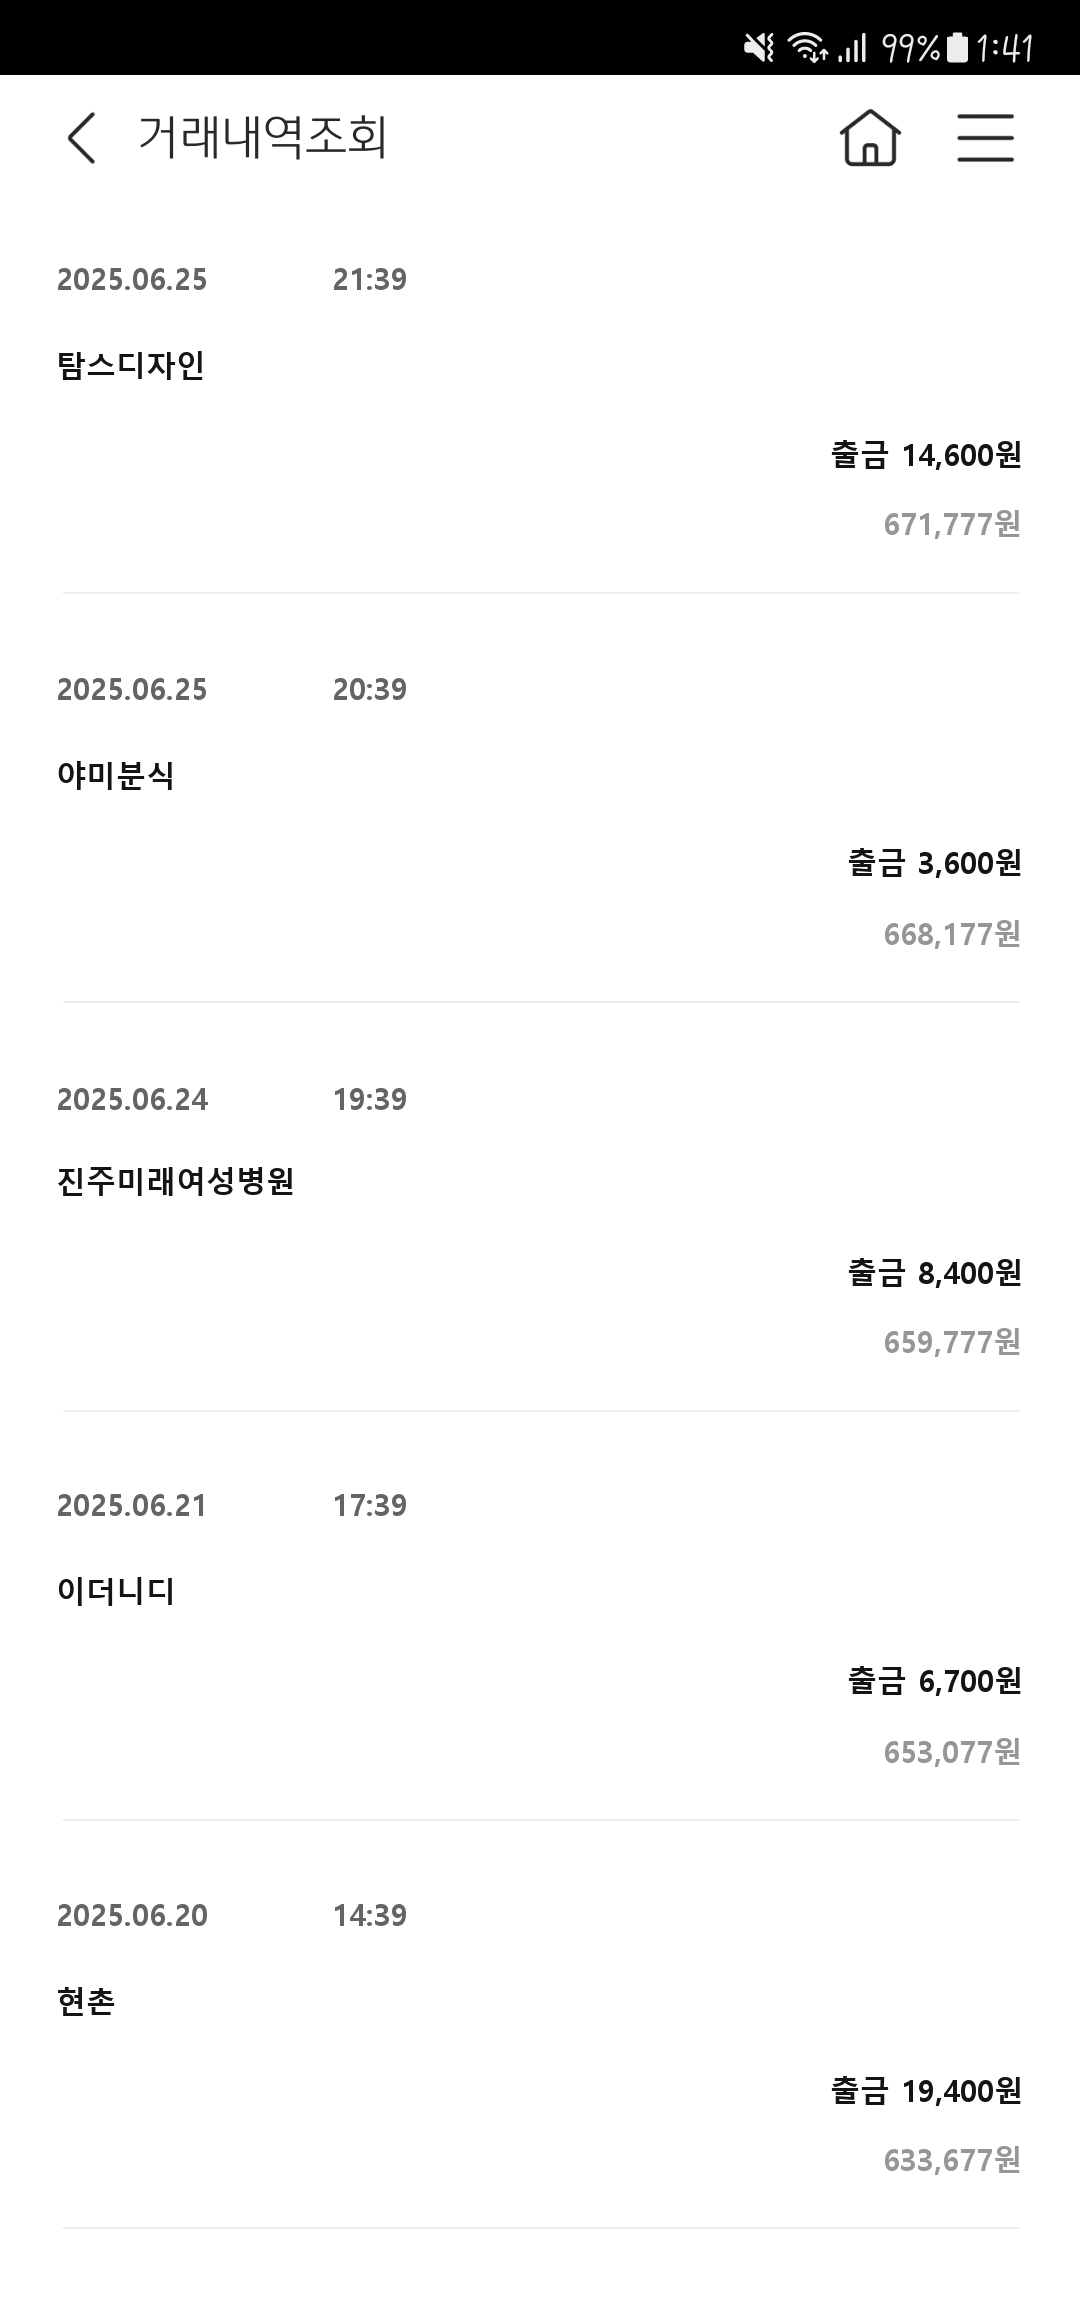 99% 1:41
거래내역조회
2025.06.25 21:39
탐스디자인
출금 14,600원
671,777원
2025.06.25 20:39
야미분식
출금 3,600원
668,177원
2025.06.24 19:39
진주미래여성병원
출금 8,400원
659,777원
2025.06.21 17:39
이더니디
출금 6,700원
653,077원
2025.06.20 14:39
현촌
출금 19,400원
633,677원